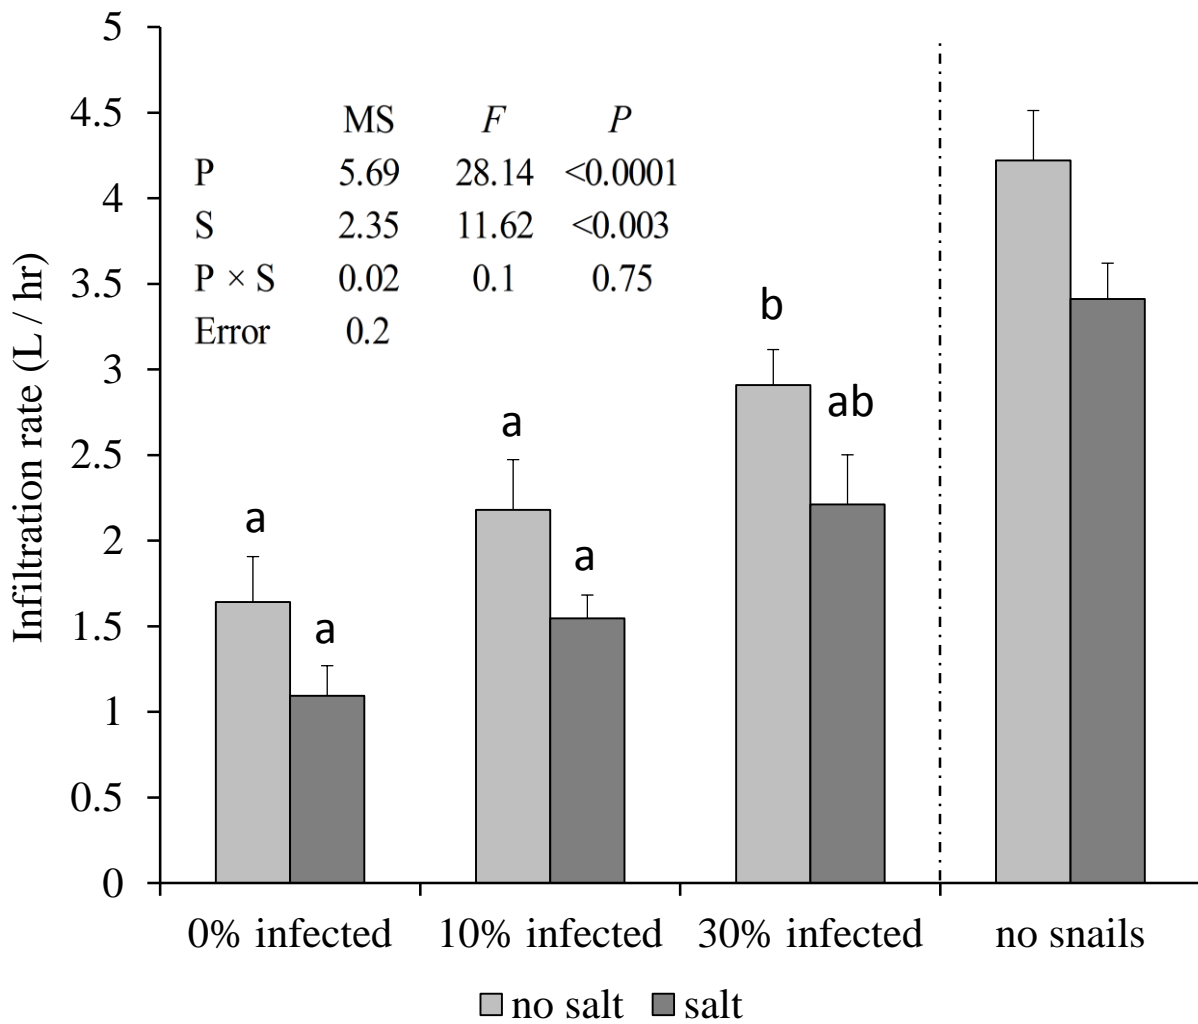 Infiltration rate (L / hr)
5
4.5
4
3.5
3
2.5
2
1.5
1
0.5
0
MS F P
P 5.69 28.14 <0.0001
S 2.35 11.62 <0.003
P × S 0.02 0.1 0.75
Error 0.2
a
a
a
a
b
ab
0% infected 10% infected 30% infected no snails
no salt salt